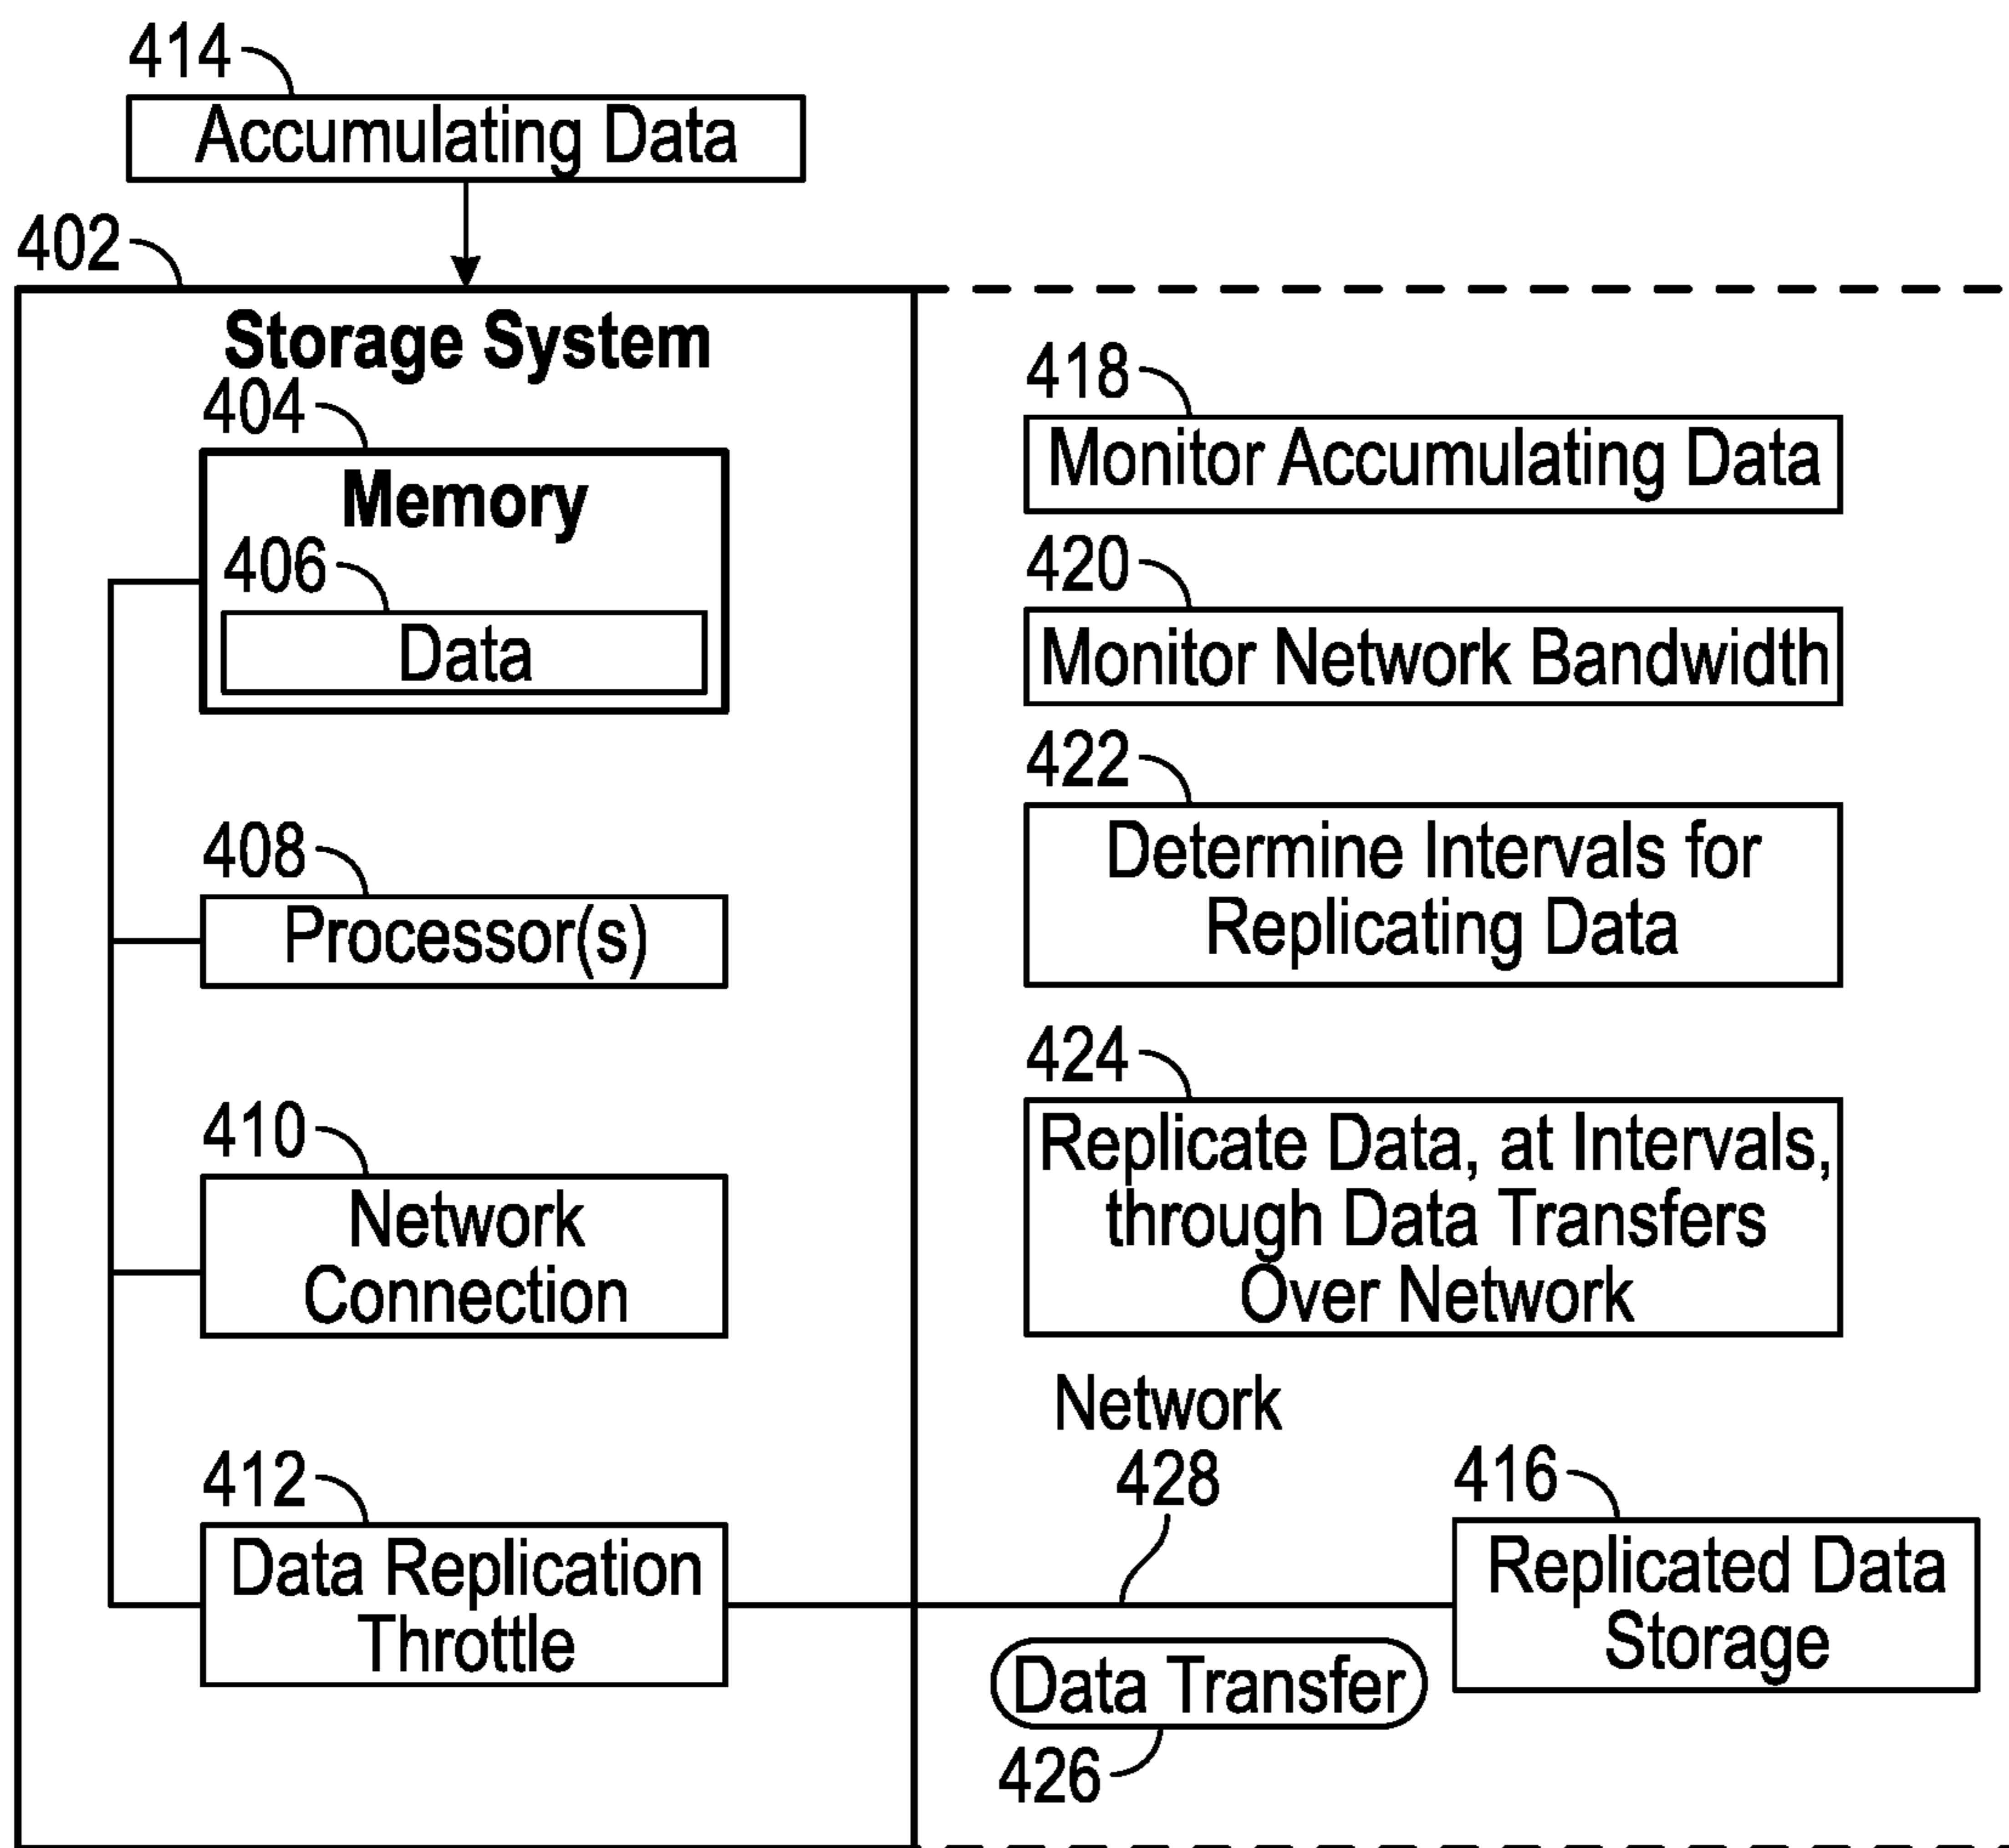 414
Accumulating Data
402
Storage System
404
Memory
406
Data
408
Processor(s)
410
Network
Connection
412
Data Replication
Throttle
418
Monitor Accumulating Data
420
Monitor Network Bandwidth
422
Determine Intervals for
Replicating Data
424
Replicate Data, at Intervals,
through Data Transfers
Over Network
Network
428
416
Replicated Data
Storage
Data Transfer
426